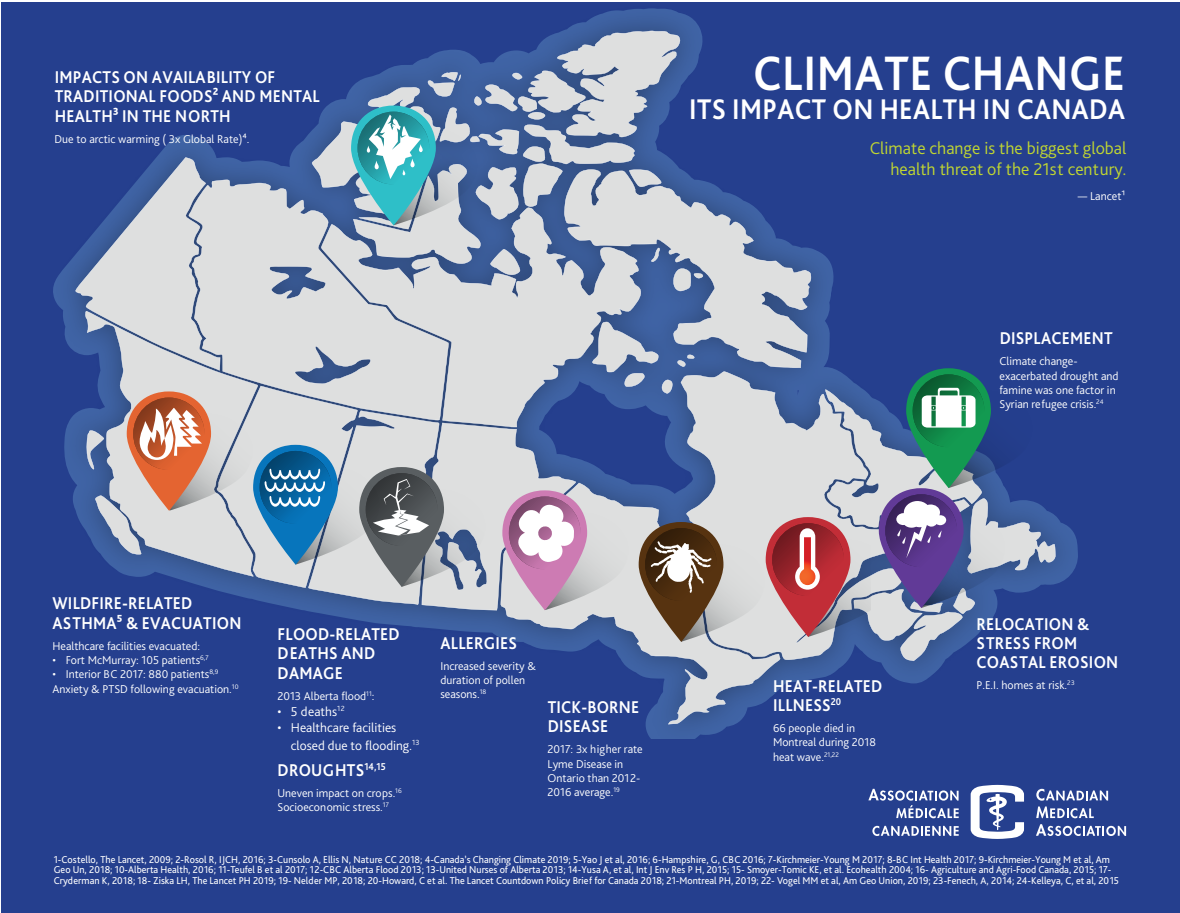 CLIMATE CHANGE
ITS IMPACT ON HEALTH IN CANADA
Climate change is the biggest global
health threat of the 21st century.
— Lancet¹
IMPACTS ON AVAILABILITY OF
TRADITIONAL FOODS² AND MENTAL
HEALTH³ IN THE NORTH
Due to arctic warming ( 3x Global Rate)⁴.
DISPLACEMENT
Climate change-
exacerbated drought and
famine was one factor in
Syrian refugee crisis.²⁴
WILDFIRE-RELATED
ASTHMA⁵ & EVACUATION
Healthcare facilities evacuated:
• Fort McMurray: 105 patients⁶,⁷
• Interior BC 2017: 880 patients⁸,⁹
Anxiety & PTSD following evacuation.¹⁰
FLOOD-RELATED
DEATHS AND
DAMAGE
2013 Alberta flood¹¹:
• 5 deaths¹²
• Healthcare facilities
closed due to flooding.¹³
DROUGHTS¹⁴,¹⁵
Uneven impact on crops.¹⁶
Socioeconomic stress.¹⁷
ALLERGIES
Increased severity &
duration of pollen
seasons.¹⁸
TICK-BORNE
DISEASE
2017: 3x higher rate
Lyme Disease in
Ontario than 2012-
2016 average.¹⁹
HEAT-RELATED
ILLNESS²⁰
66 people died in
Montreal during 2018
heat wave.²¹,²²
RELOCATION &
STRESS FROM
COASTAL EROSION
P.E.I. homes at risk.²³
ASSOCIATION
MÉDICALE
CANADIENNE
CANADIAN
MEDICAL
ASSOCIATION
1-Costello, The Lancet, 2009; 2-Rosol R, IJCH, 2016; 3-Cunsolo A, Ellis N, Nature CC 2018; 4-Canada's Changing Climate 2019; 5-Yao J et al, 2016; 6-Hampshire, G, CBC 2016; 7-Kirchmeier-Young M 2017; 8-BC Int Health 2017; 9-Kirchmeier-Young M et al, Am
Geo Un, 2018; 10-Alberta Health, 2016; 11-Teufel B et al 2017; 12-CBC Alberta Flood 2013; 13-United Nurses of Alberta 2013; 14-Yusa A, et al, Int J Env Res P H, 2015; 15- Smoyer-Tomic KE, et al. Ecohealth 2004; 16- Agriculture and Agri-Food Canada, 2015; 17-
Cryderman K, 2018; 18- Ziska LH, The Lancet PH 2019; 19- Nelder MP, 2018; 20-Howard, C et al. The Lancet Countdown Policy Brief for Canada 2018; 21-Montreal PH, 2019; 22- Vogel MM et al, Am Geo Union, 2019; 23-Fenech, A, 2014; 24-Kelleya, C, et al, 2015